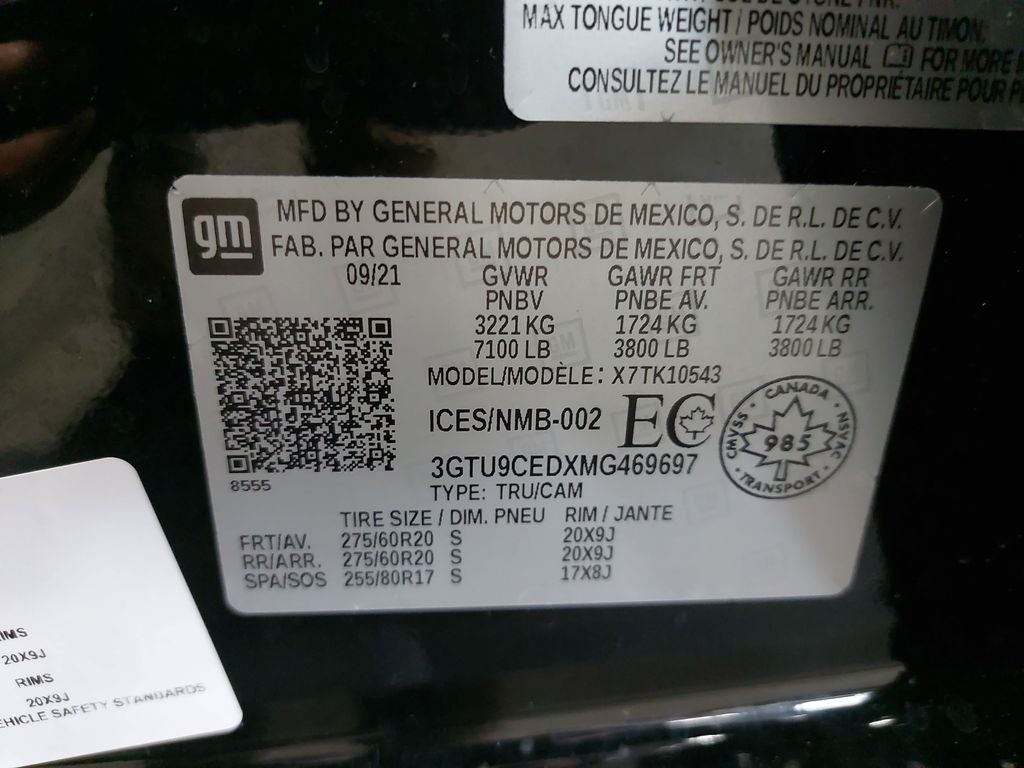 MAX TONGUE WEIGHT / POIDS NOMINAL AU TIMON:
SEE OWNER'S MANUAL FOR MORE
CONSULTEZ LE MANUEL DU PROPRIÉTAIRE POUR
gm
MFD BY GENERAL MOTORS DE MEXICO, S. DE R.L. DE C.V.
FAB. PAR GENERAL MOTORS DE MEXICO, S. DE R.L. DE C.V.
09/21 GVWR GAWR FRT GAWR RR
PNBV PNBE AV. PNBE ARR.
3221 KG 1724 KG 1724 KG
7100 LB 3800 LB 3800 LB
MODEL/MODÈLE: X7TK10543
ICES/NMB-002 EC
CANADA
CMVSS 985 NSVAC
TRANSPORT
3GTU9CEDXMG469697
8555
TYPE: TRU/CAM
TIRE SIZE / DIM. PNEU RIM / JANTE
FRT/AV. 275/60R20 S 20X9J
RR/ARR. 275/60R20 S 20X9J
SPA/SOS 255/80R17 S 17X8J
RIMS
20X9J
RIMS
20X9J
VEHICLE SAFETY STANDARDS